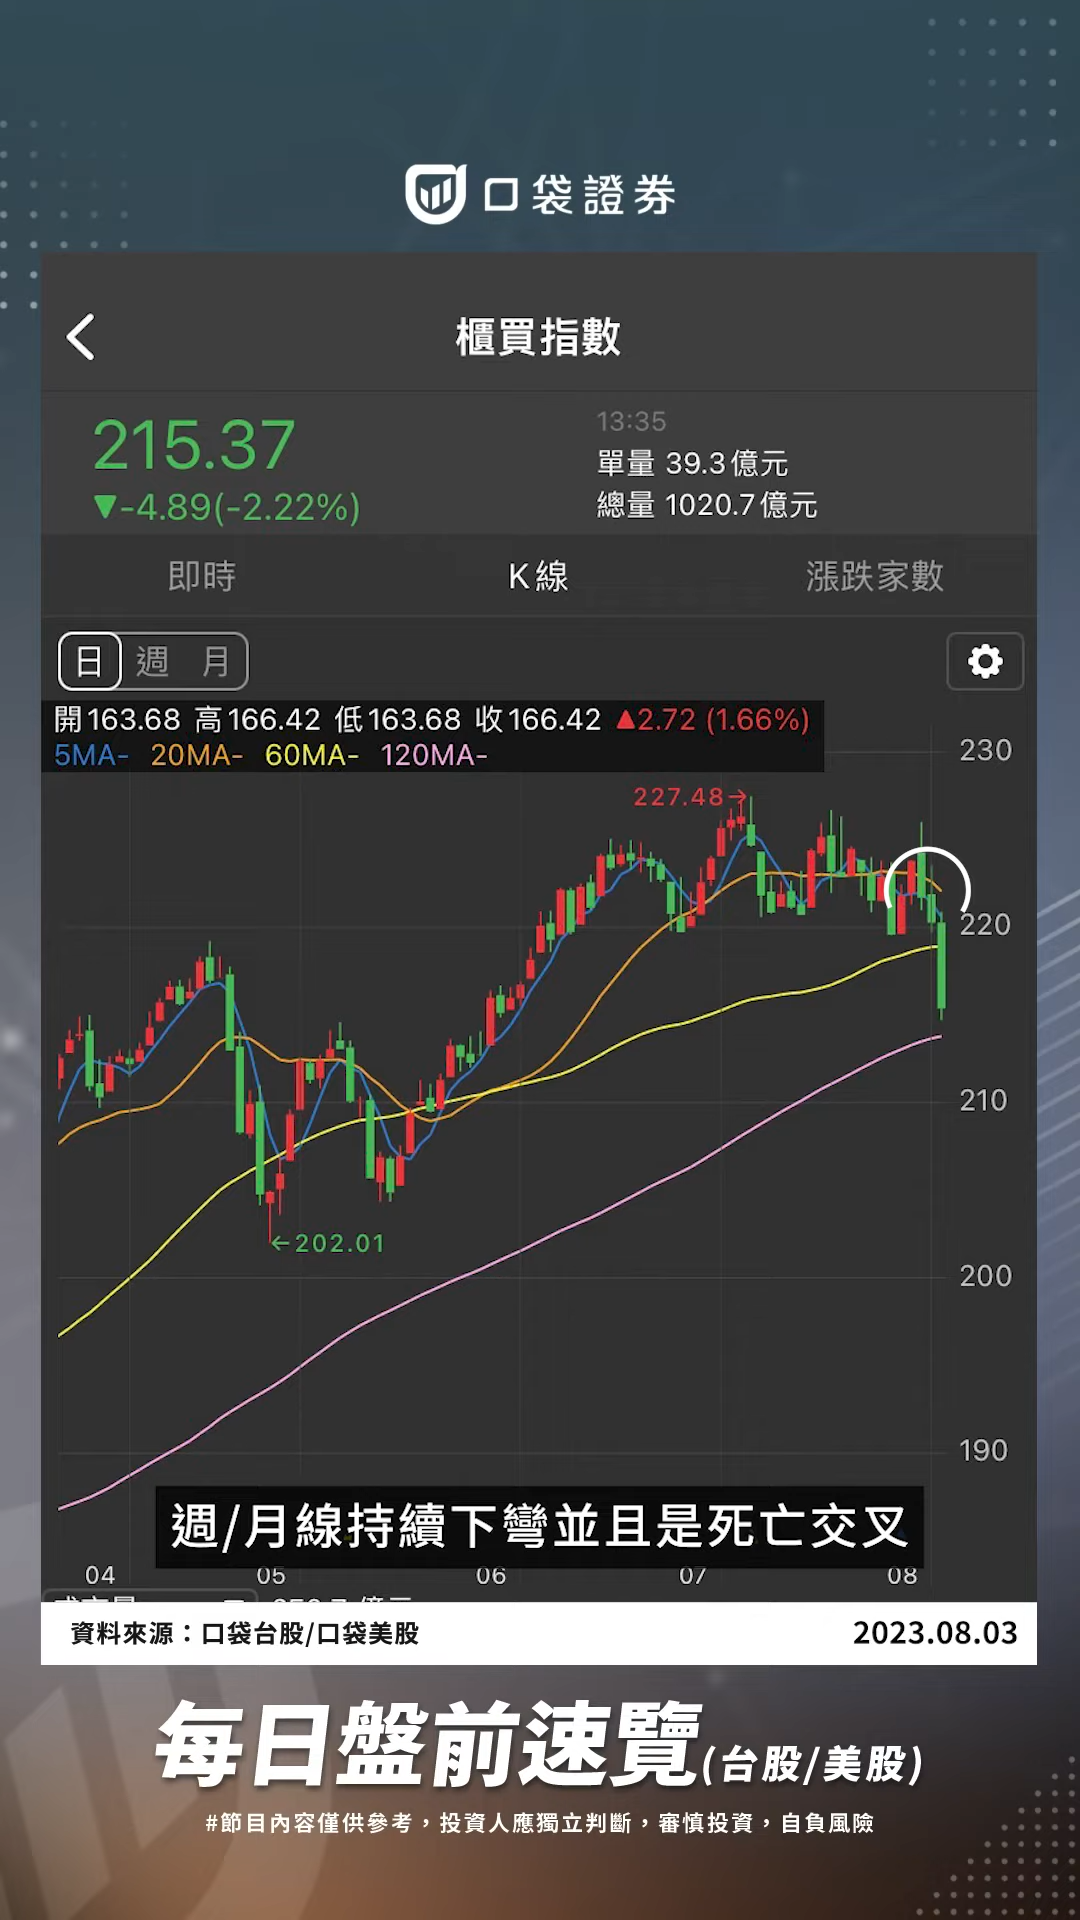 口袋證券
櫃買指數
215.37
▼-4.89(-2.22%)
13:35
單量 39.3億元
總量 1020.7億元
即時 K線 漲跌家數
日 週 月
開163.68 高166.42 低163.68 收166.42 ▲2.72 (1.66%)
5MA- 20MA- 60MA- 120MA-
230
227.48→
220
210
←202.01
200
190
週/月線持續下彎並且是死亡交叉
04 05 06 07 08
資料來源：口袋台股/口袋美股
2023.08.03
每日盤前速覽(台股/美股)
#節目內容僅供參考，投資人應獨立判斷，審慎投資，自負風險